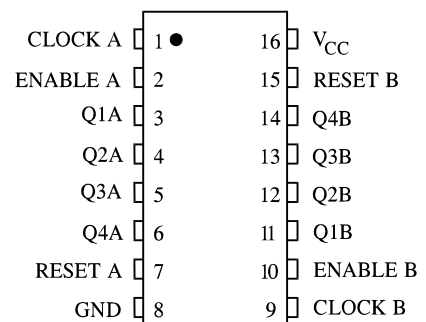 CLOCK A 1 16 VCC
ENABLE A 2 15 RESET B
Q1A 3 14 Q4B
Q2A 4 13 Q3B
Q3A 5 12 Q2B
Q4A 6 11 Q1B
RESET A 7 10 ENABLE B
GND 8 9 CLOCK B